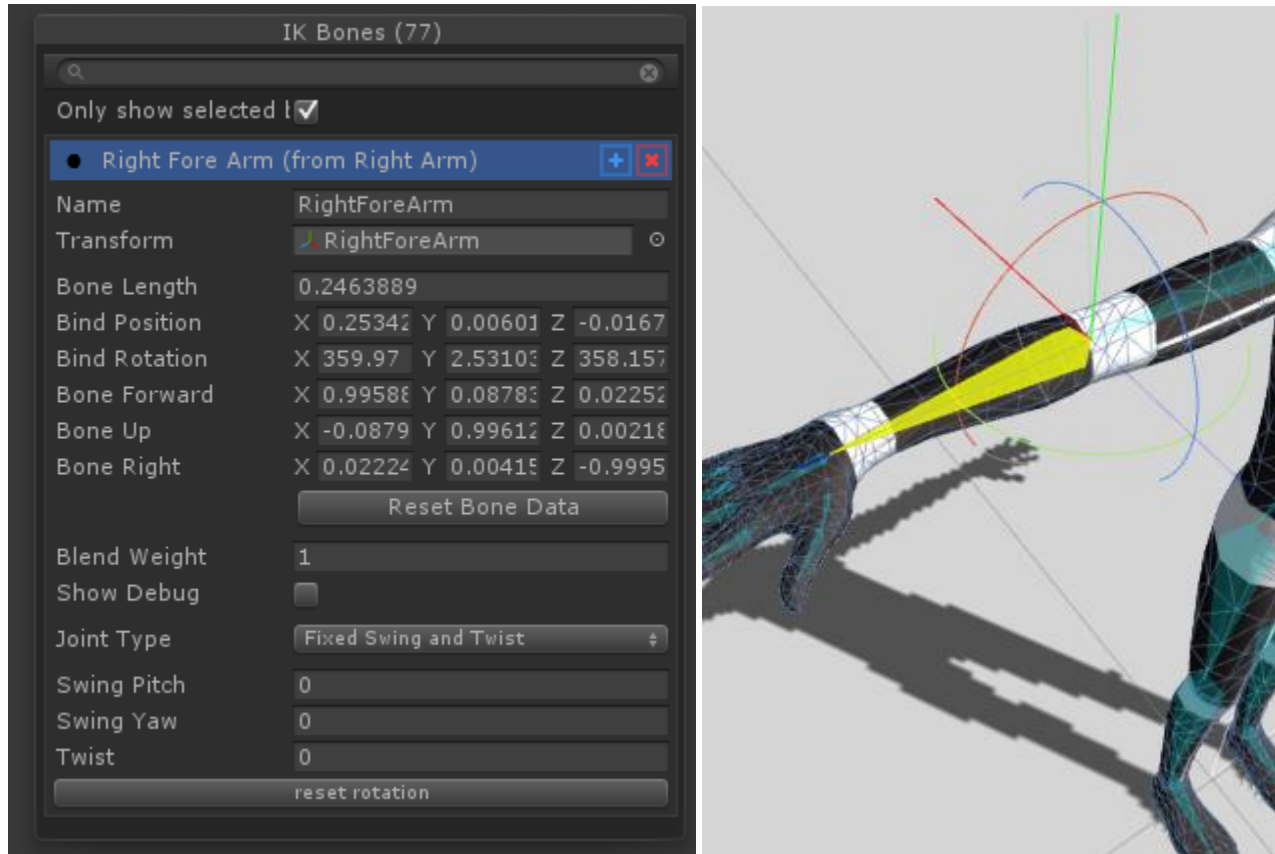 IK Bones (77)
Only show selected b
Right Fore Arm (from Right Arm)
Name RightForeArm
Transform RightForeArm
Bone Length 0.2463889
Bind Position X 0.25342 Y 0.00601 Z -0.0167
Bind Rotation X 359.97 Y 2.53103 Z 358.157
Bone Forward X 0.99588 Y 0.08783 Z 0.02252
Bone Up X -0.0879 Y 0.99612 Z 0.00218
Bone Right X 0.02224 Y 0.00415 Z -0.9995
Reset Bone Data
Blend Weight 1
Show Debug
Joint Type Fixed Swing and Twist
Swing Pitch 0
Swing Yaw 0
Twist 0
reset rotation